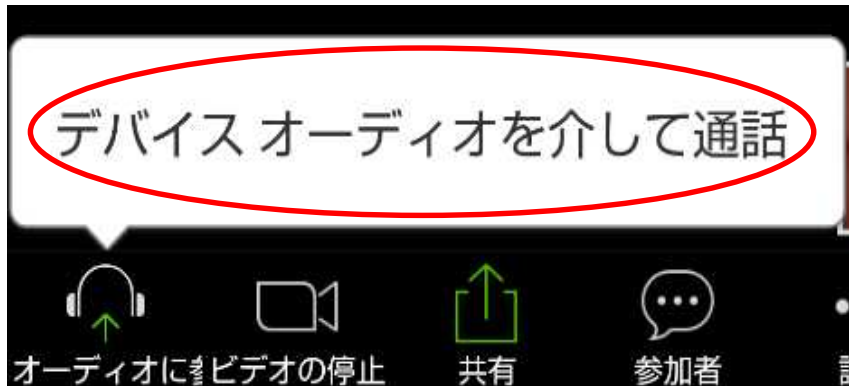 デバイス オーディオを介して通話
オーディオに
ビデオの停止
共有
参加者